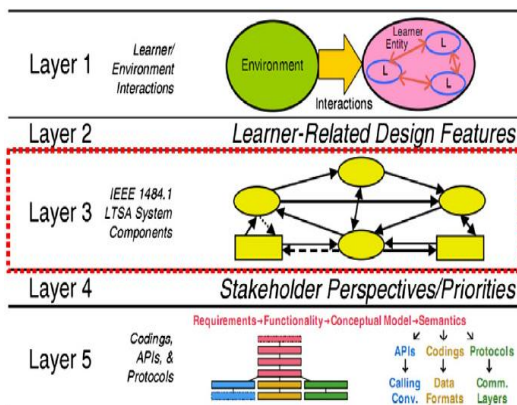 Layer 1
Learner/
Environment
Interactions
Environment
Interactions
Learner
Entity
L
L
L
Layer 2
Learner-Related Design Features
Layer 3
IEEE 1484.1
LTSA System
Components
Layer 4
Stakeholder Perspectives/Priorities
Layer 5
Codings,
APIs, &
Protocols
Requirements→Functionality→Conceptual Model→Semantics
APIs Codings Protocols
Calling Data Comm.
Conv. Formats Layers